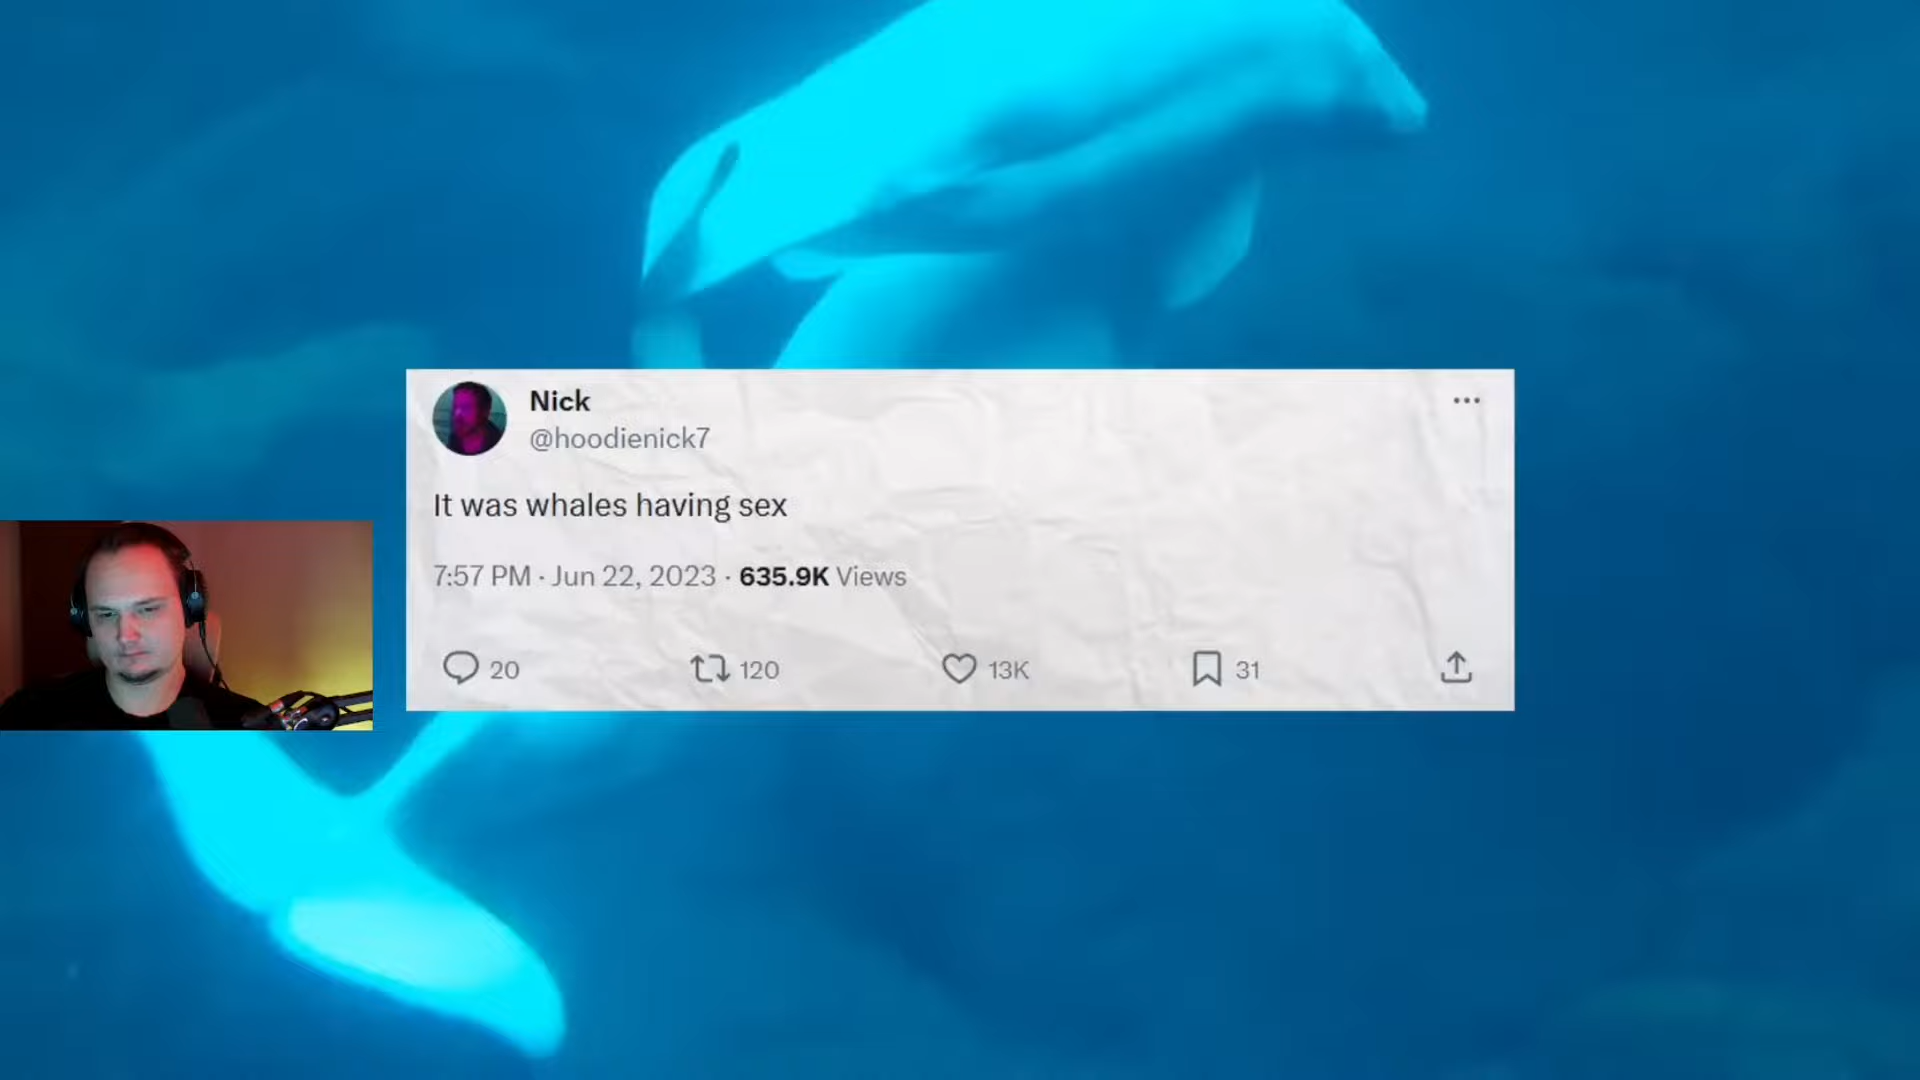 Nick
@hoodienick7
It was whales having sex
7:57 PM · Jun 22, 2023 · 635.9K Views
20 120 13K 31